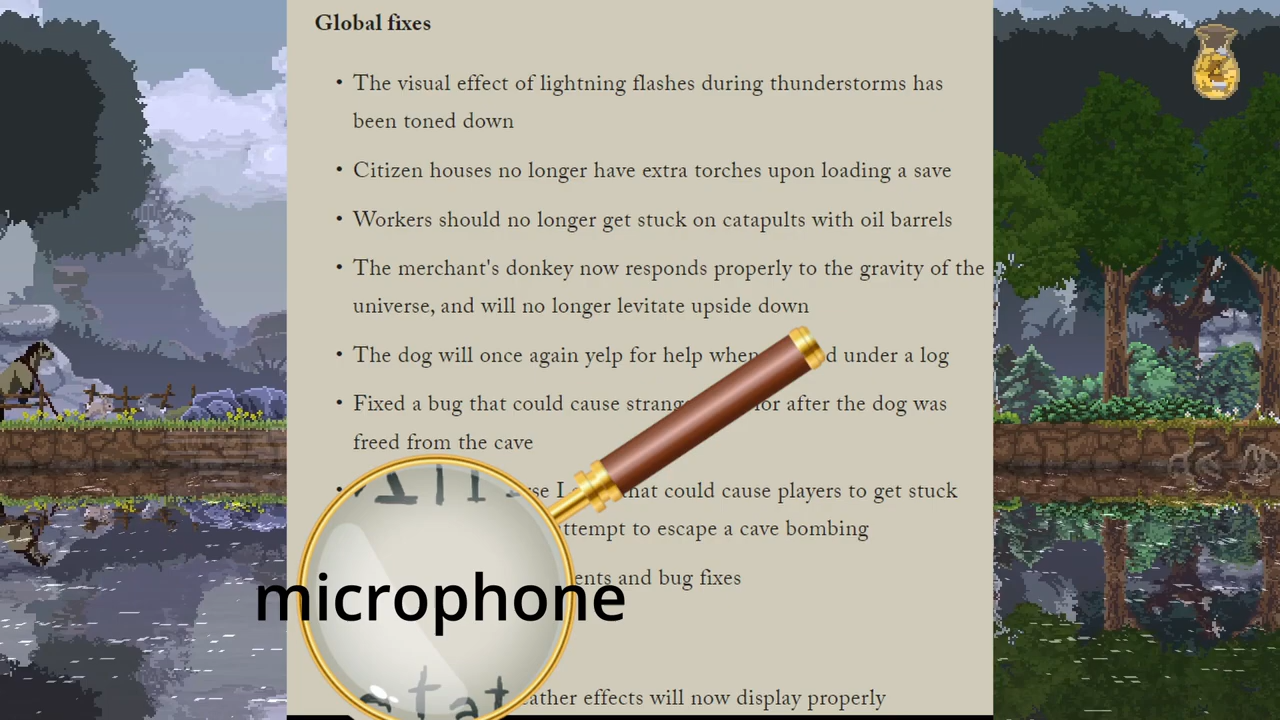 Global fixes
• The visual effect of lightning flashes during thunderstorms has
been toned down
• Citizen houses no longer have extra torches upon loading a save
• Workers should no longer get stuck on catapults with oil barrels
• The merchant's donkey now responds properly to the gravity of the
universe, and will no longer levitate upside down
• The dog will once again yelp for help when under a log
• Fixed a bug that could cause after the dog was
freed from the cave
• that could cause players to get stuck
attempt to escape a cave bombing
and bug fixes
microphone
effects will now display properly